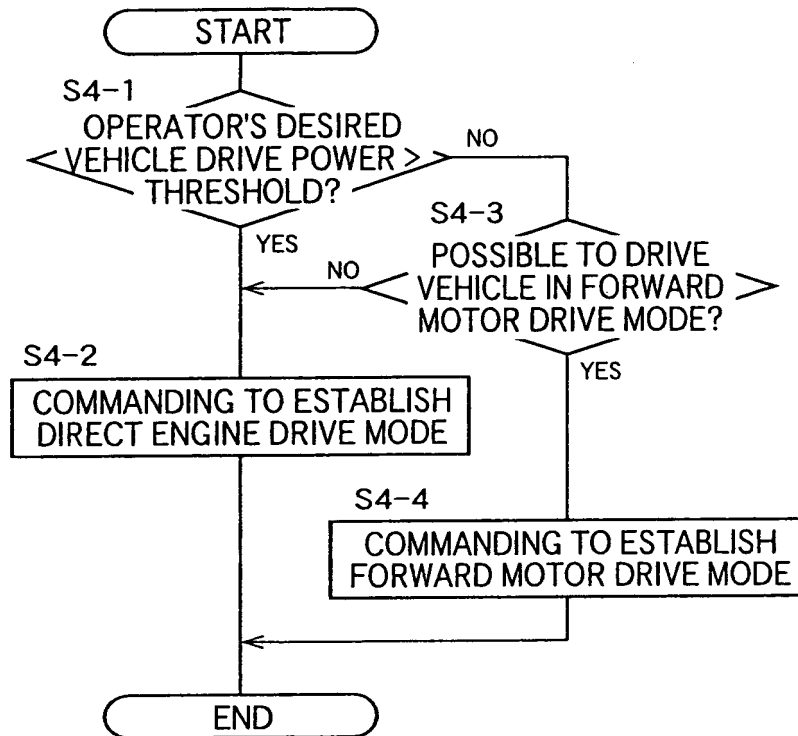 START
S4-1
OPERATOR'S DESIRED
VEHICLE DRIVE POWER >
THRESHOLD?
NO
YES
S4-3
POSSIBLE TO DRIVE
VEHICLE IN FORWARD
MOTOR DRIVE MODE?
NO
YES
S4-2
COMMANDING TO ESTABLISH
DIRECT ENGINE DRIVE MODE
S4-4
COMMANDING TO ESTABLISH
FORWARD MOTOR DRIVE MODE
END